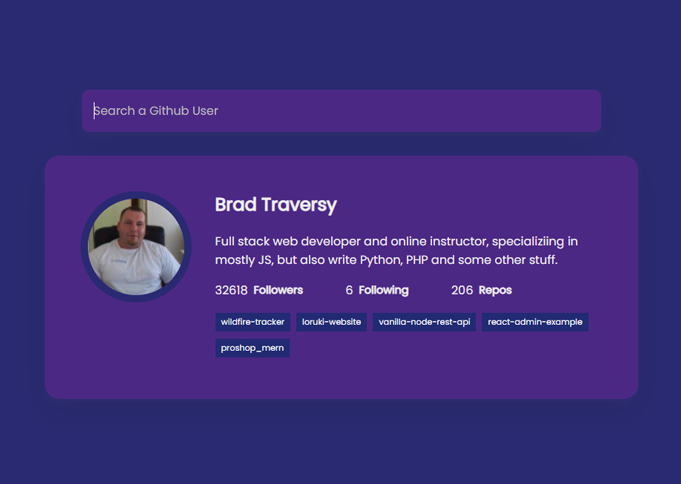 Search a Github User
Brad Traversy
Full stack web developer and online instructor, specializiing in
mostly JS, but also write Python, PHP and some other stuff.
32618 Followers 6 Following 206 Repos
wildfire-tracker loruki-website vanilla-node-rest-api react-admin-example
proshop_mern